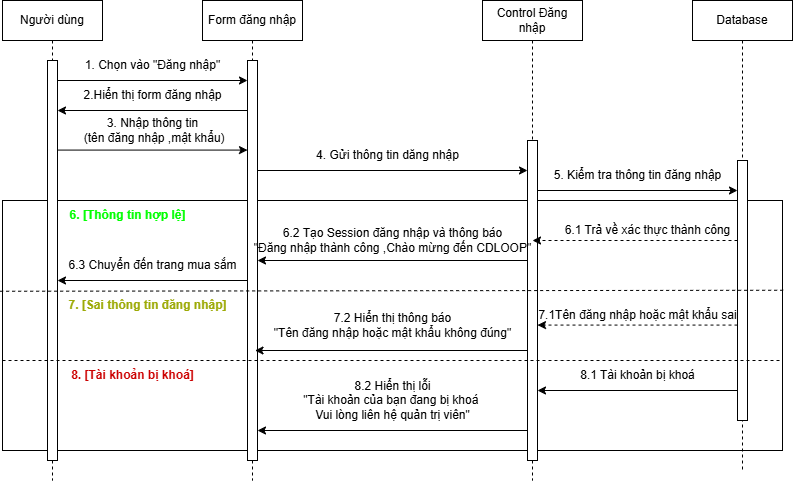 Người dùng
Form đăng nhập
Control Đăng
nhập
Database
1. Chọn vào "Đăng nhập"
2.Hiển thị form đăng nhập
3. Nhập thông tin
(tên đăng nhập ,mật khẩu)
4. Gửi thông tin dăng nhập
5. Kiểm tra thông tin đăng nhập
6. [Thông tin hợp lệ]
6.1 Trả về xác thực thành công
6.2 Tạo Session đăng nhập và thông báo
"Đăng nhập thành công ,Chào mừng đến CDLOOP"
6.3 Chuyển đến trang mua sắm
7. [Sai thông tin đăng nhập]
7.1Tên đăng nhập hoặc mật khẩu sai
7.2 Hiển thị thông báo
"Tên đăng nhập hoặc mật khẩu không đúng"
8. [Tài khoản bị khoá]
8.1 Tài khoản bị khoá
8.2 Hiển thị lỗi
"Tài khoản của bạn đang bị khoá
Vui lòng liên hệ quản trị viên"